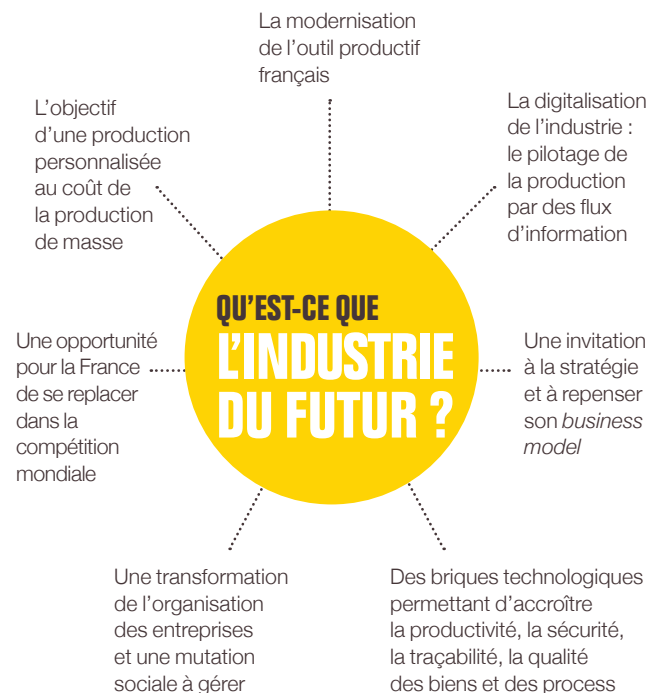 La modernisation
de l'outil productif
français
La digitalisation
de l'industrie :
le pilotage de
la production
par des flux
d'information
Une invitation
à la stratégie
et à repenser
son business
model
Des briques technologiques
permettant d'accroître
la productivité, la sécurité,
la traçabilité, la qualité
des biens et des process
Une transformation
de l'organisation
des entreprises
et une mutation
sociale à gérer
Une opportunité
pour la France
de se replacer
dans la
compétition
mondiale
L'objectif
d'une production
personnalisée
au coût de
la production
de masse
QU'EST-CE QUE
L'INDUSTRIE
DU FUTUR ?